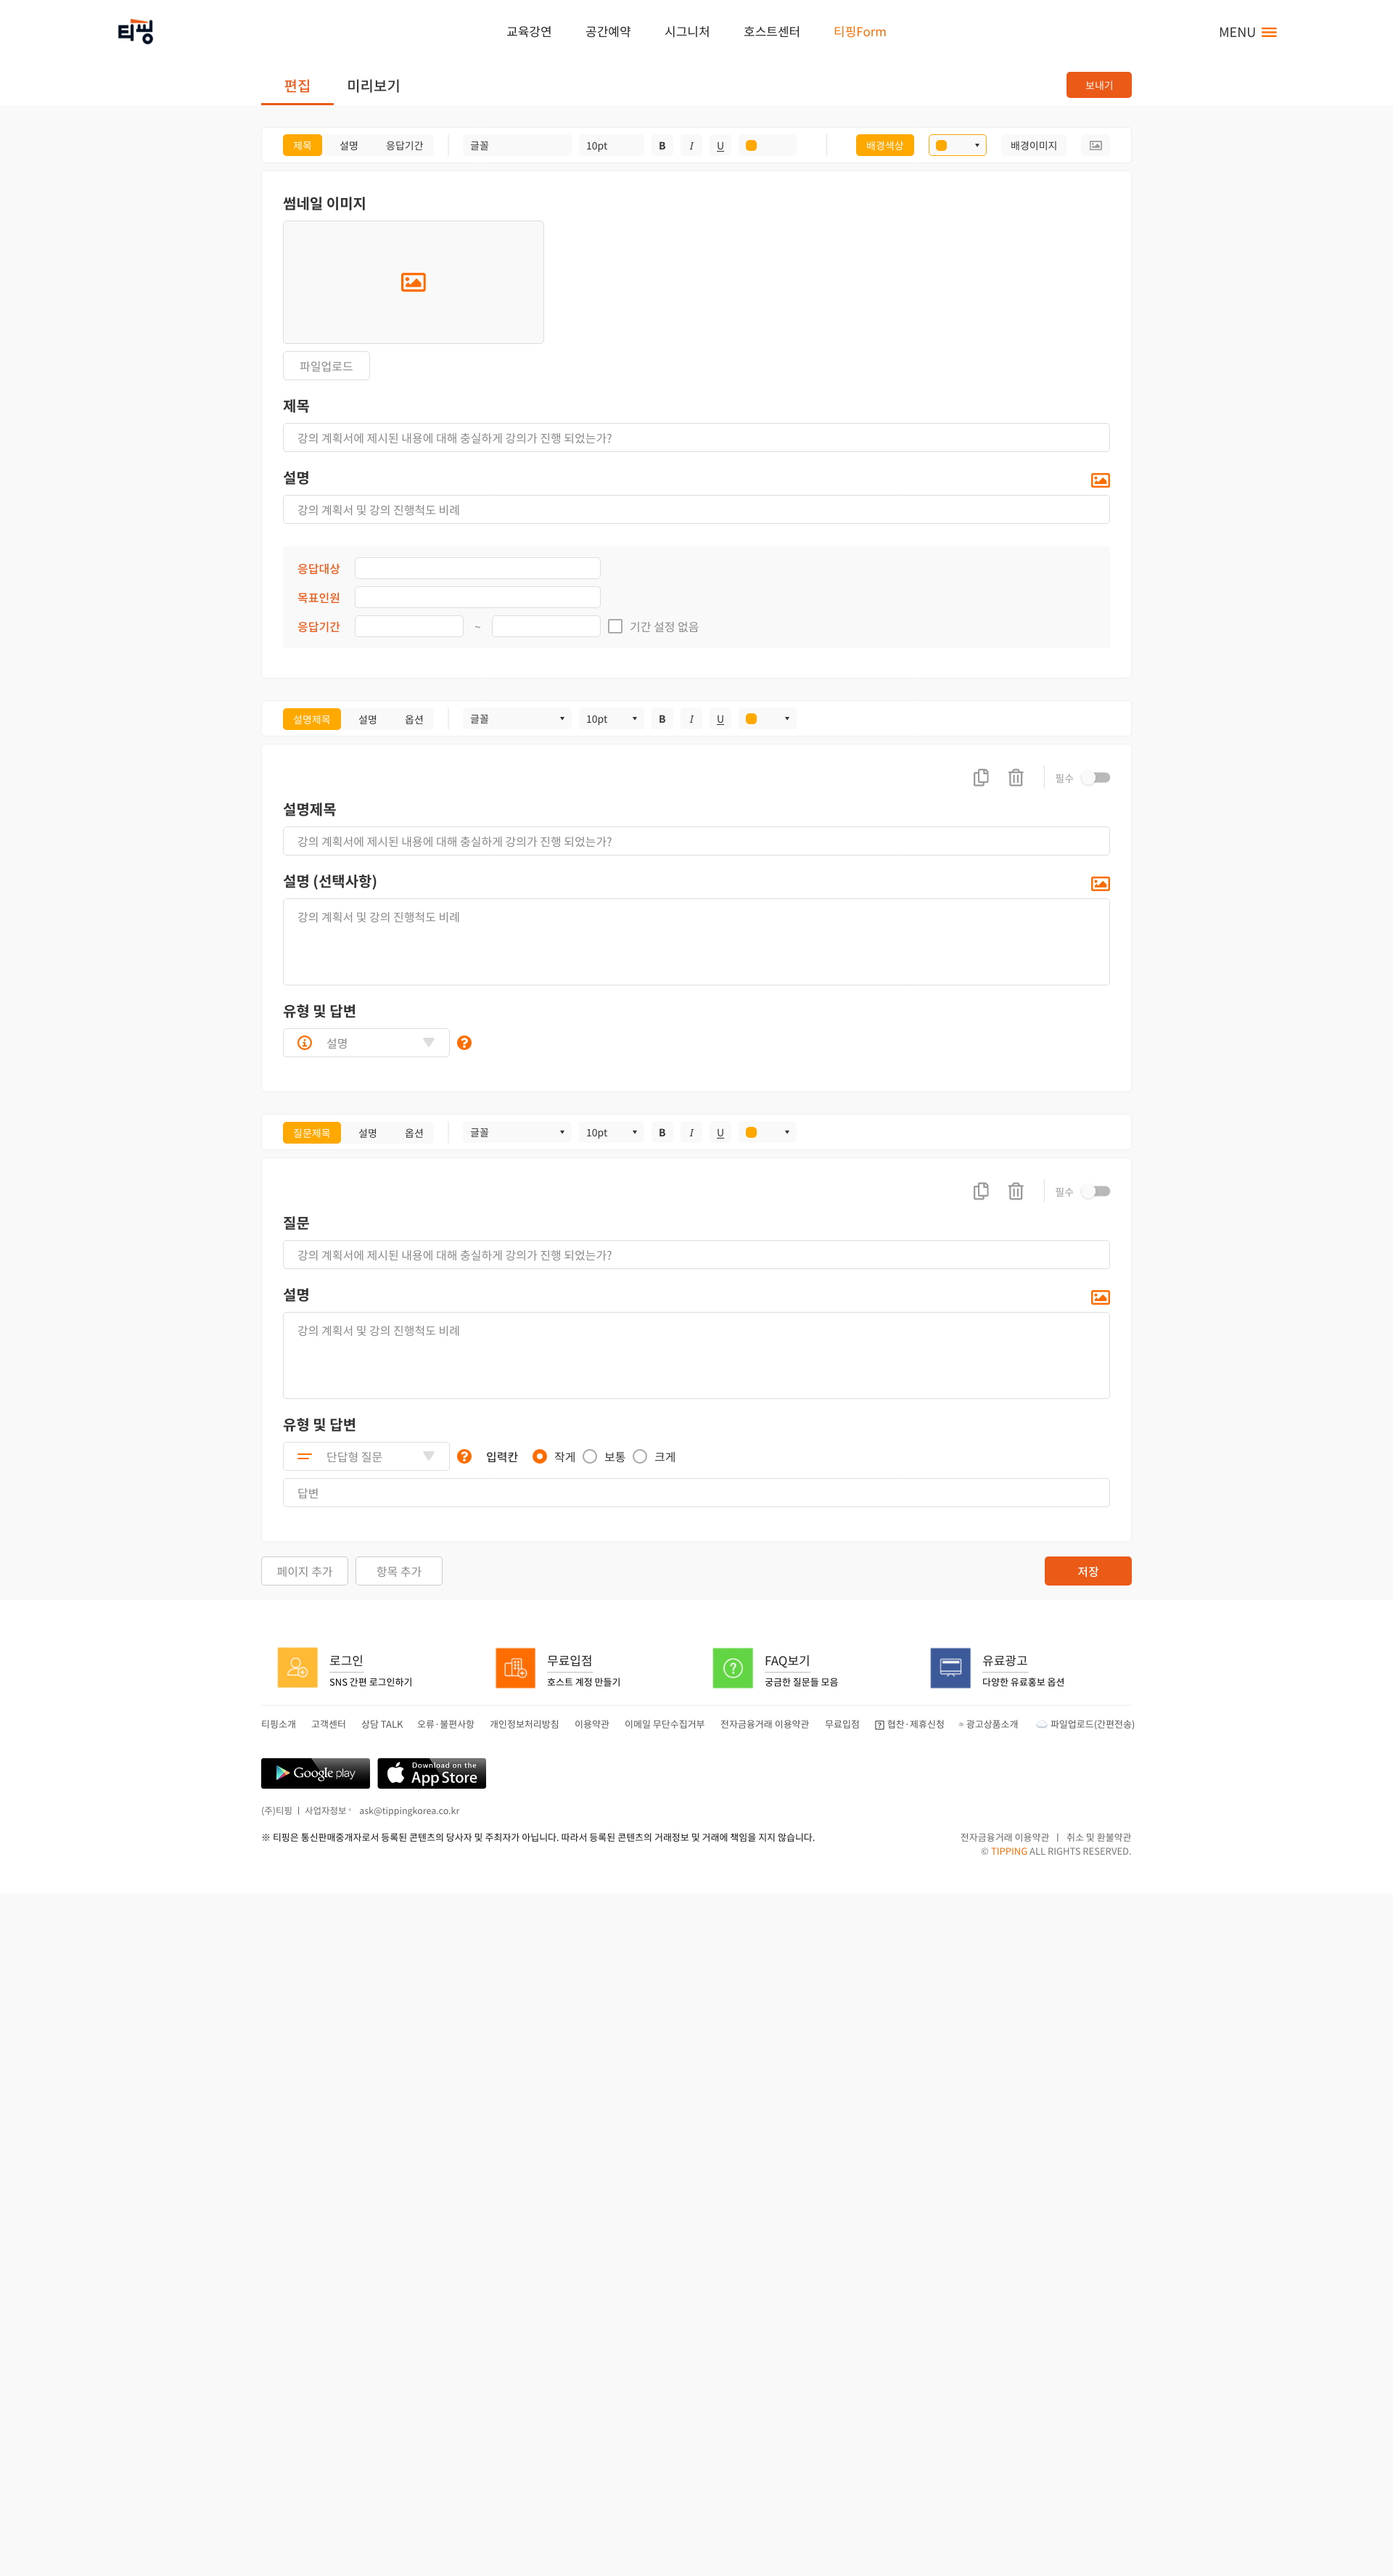 티핑
교육강연 공간예약 시그니처 호스트센터 티핑Form
MENU
편집 미리보기
보내기
제목 설명 응답기간 글꼴 10pt B I U 배경색상 배경이미지
썸네일 이미지
파일업로드
제목
강의 계획서에 제시된 내용에 대해 충실하게 강의가 진행 되었는가?
설명
강의 계획서 및 강의 진행척도 비례
응답대상
목표인원
응답기간 ~ 기간 설정 없음
설명제목 설명 옵션 글꼴 10pt B I U
필수
설명제목
강의 계획서에 제시된 내용에 대해 충실하게 강의가 진행 되었는가?
설명 (선택사항)
강의 계획서 및 강의 진행척도 비례
유형 및 답변
설명 ?
질문제목 설명 옵션 글꼴 10pt B I U
필수
질문
강의 계획서에 제시된 내용에 대해 충실하게 강의가 진행 되었는가?
설명
강의 계획서 및 강의 진행척도 비례
유형 및 답변
단답형 질문 ? 입력칸 작게 보통 크게
답변
페이지 추가 항목 추가 저장
로그인
SNS 간편 로그인하기
무료입점
호스트 계정 만들기
FAQ보기
궁금한 질문들 모음
유료광고
다양한 유료홍보 옵션
티핑소개 고객센터 상담 TALK 오류·불편사항 개인정보처리방침 이용약관 이메일 무단수집거부 전자금융거래 이용약관 무료입점 협찬·제휴신청 광고상품소개 파일업로드(간편전송)
Google play
Download on the
App Store
(주)티핑 | 사업자정보 ask@tippingkorea.co.kr
※ 티핑은 통신판매중개자로서 등록된 콘텐츠의 당사자 및 주최자가 아닙니다. 따라서 등록된 콘텐츠의 거래정보 및 거래에 책임을 지지 않습니다.
전자금융거래 이용약관 | 취소 및 환불약관
© TIPPING ALL RIGHTS RESERVED.